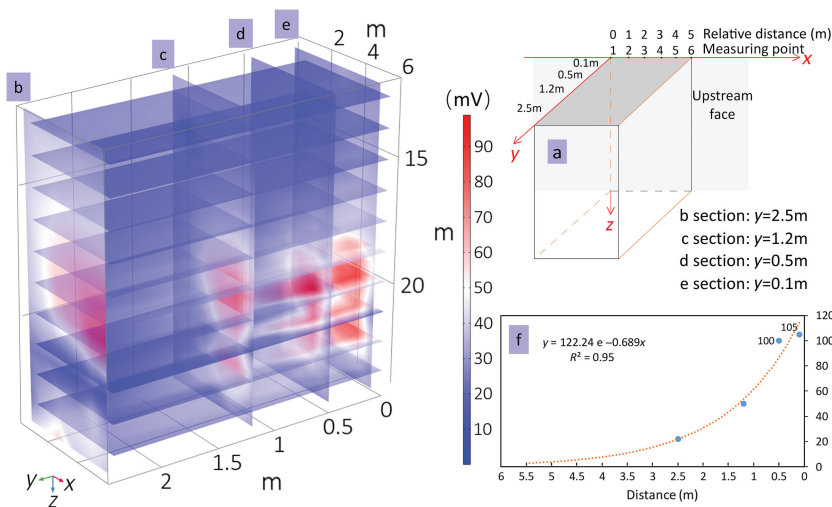 b
c
d
e
m
2
4
6
15
20
m
0
0.5
1
1.5
2
m
y
x
z
(mV)
90
80
70
60
50
40
30
20
10
0 1 2 3 4 5 Relative distance (m)
1 2 3 4 5 6 Measuring point
x
0.1m
0.5m
1.2m
2.5m
y
a
z
Upstream
face
b section: y=2.5m
c section: y=1.2m
d section: y=0.5m
e section: y=0.1m
f
y = 122.24 e −0.689x
R² = 0.95
100
105
120
100
80
60
40
20
0
6 5.5 5 4.5 4 3.5 3 2.5 2 1.5 1 0.5 0
Distance (m)